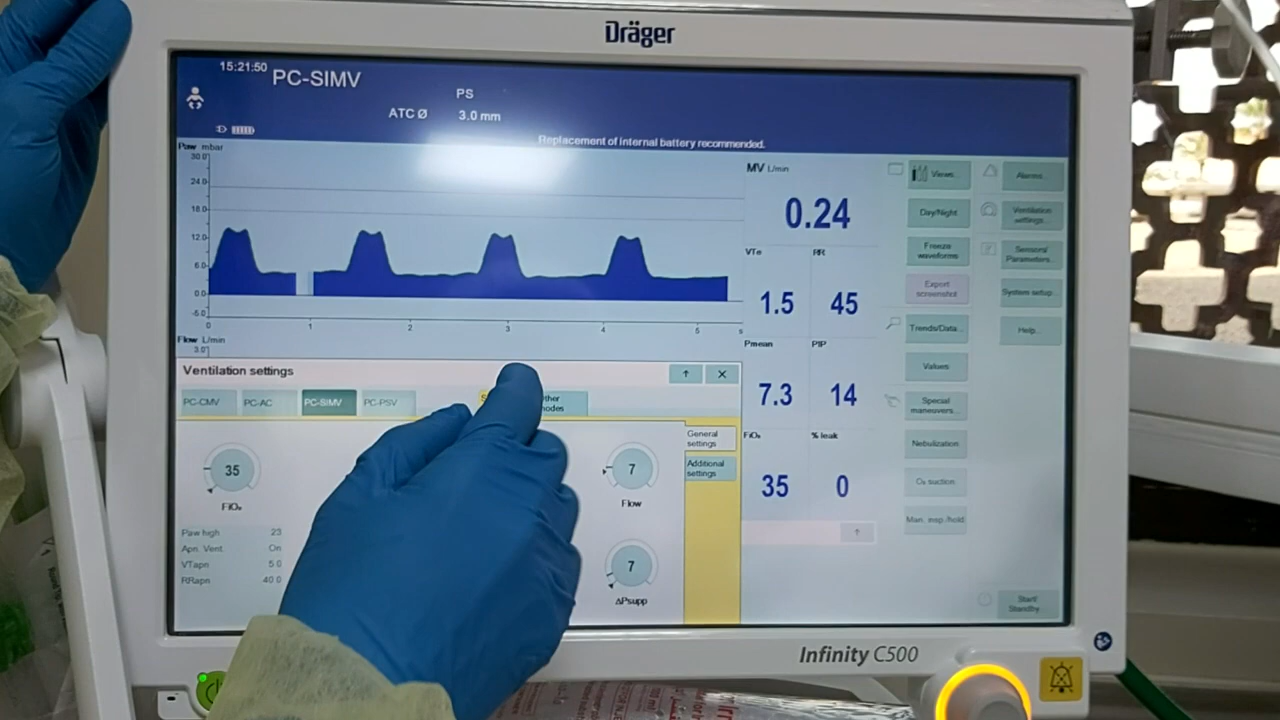 Dräger
15:21:50 PC-SIMV
PS
ATC Ø 3.0 mm
Replacement of internal battery recommended.
Paw mbar
30.0
24.0
18.0
12.0
6.0
0.0
-5.0
0 1 2 3 4 5
Flow L/min
3.0
MV L/min
0.24
VTe RR
1.5 45
Pmean PIP
7.3 14
FiO₂ % leak
35 0
Views
Alarms...
Day/Night
Ventilation settings...
Freeze waveforms
Sensors/ Parameters...
Export screenshot
System setup...
Trends/Data...
Help...
Values
Special maneuvers...
Nebulization
O₂ suction
Man. insp./hold
Start/ Standby...
Ventilation settings
PC-CMV PC-AC PC-SIMV PC-PSV
General settings
Additional settings
35
FiO₂
7
Flow
7
ΔPsupp
Paw high 23
Apn. Vent. On
VTapn 5.0
RRapn 40.0
Infinity C500